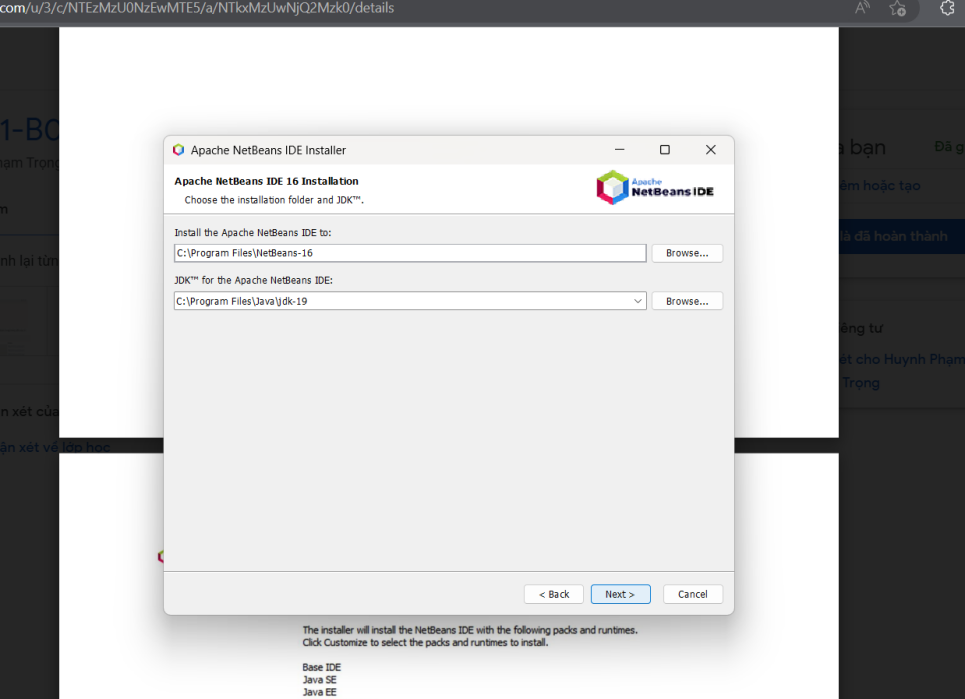 com/u/3/c/NTEzMzU0NzEwMTE5/a/NTkxMzUwNjQ2Mzk0/details
1-B0
Trọng
Apache NetBeans IDE Installer
Apache NetBeans IDE 16 Installation
Choose the installation folder and JDK™.
Apache
NetBeans IDE
Install the Apache NetBeans IDE to:
C:\Program Files\NetBeans-16
Browse...
JDK™ for the Apache NetBeans IDE:
C:\Program Files\Java\jdk-19
Browse...
< Back
Next >
Cancel
bạn
Đã g
êm hoặc tạo
là đã hoàn thành
êng tư
ét cho Huynh Phạm
Trọng
nh lại từn
n xét của
ận xét về lớp học
The installer will install the NetBeans IDE with the following packs and runtimes.
Click Customize to select the packs and runtimes to install.
Base IDE
Java SE
Java EE